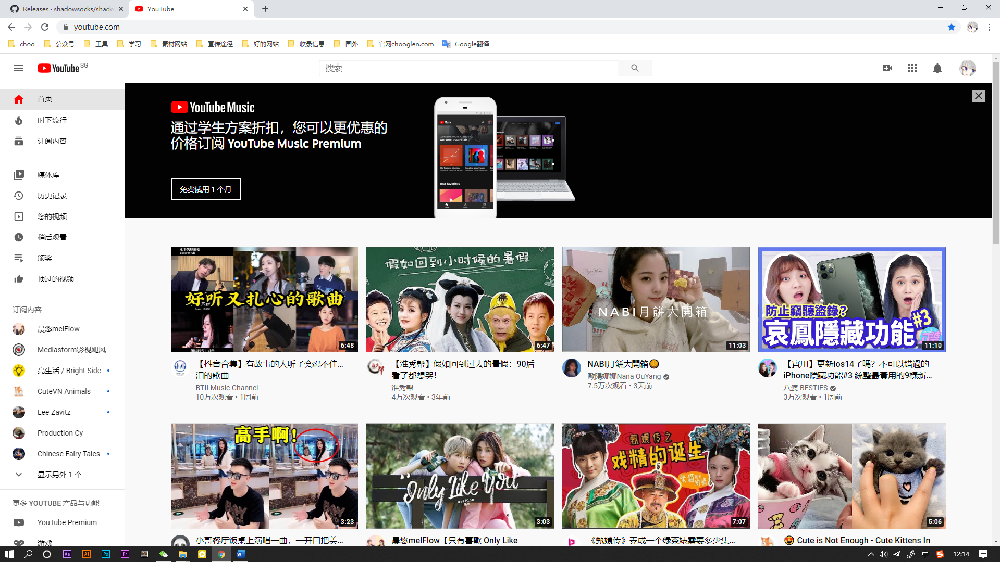 Releases · shadowsocks/shado
YouTube
youtube.com
choo
公众号
工具
学习
素材网站
宣传途径
好的网站
收录信息
国外
官网chooglen.com
Google翻译
YouTube SG
搜索
首页
时下流行
订阅内容
媒体库
历史记录
您的视频
稍后观看
颁奖
顶过的视频
订阅内容
晨悠melFlow
Mediastorm影视飓风
亮生活 / Bright Side
CuteVN Animals
Lee Zavitz
Production Cy
Chinese Fairy Tales
显示另外 1 个
更多 YOUTUBE 产品与功能
YouTube Premium
游戏
YouTube Music
通过学生方案折扣，您可以更优惠的
价格订阅 YouTube Music Premium
免费试用 1 个月
Music
Workout essentials
Your favorites
永不失联的爱
好听又扎心的歌曲
6:48
【抖音合集】有故事的人听了会忍不住...
泪的歌曲
BTII Music Channel
10万次观看 • 1周前
假如回到小时候的暑假
佛
6:47
【淮秀帮】假如回到过去的暑假：90后
看了都想哭！
淮秀帮
4万次观看 • 3年前
NABI月餅大開箱
11:03
NABI月餅大開箱
歐陽娜娜Nana OuYang
7.5万次观看 • 3天前
防止竊聽盜錄?
哀鳳隱藏功能#3
11:10
【實用】更新ios14了嗎？不可以錯過的
iPhone隱藏功能#3 統整最實用的9樣新...
八婆 BESTIES
3万次观看 • 1周前
高手啊！
3:23
小哥餐厅饭桌上演唱一曲，一开口把美...
Only Like You
melFlow
晨悠
3:03
晨悠melFlow【只有喜歡 Only Like
甄嬛传之
戏精的诞生
7:07
《甄嬛传》养成一个绿茶婊需要多少集...
5:06
Cute is Not Enough - Cute Kittens In
Ae
Ai
Ps
Pr
中
12:14